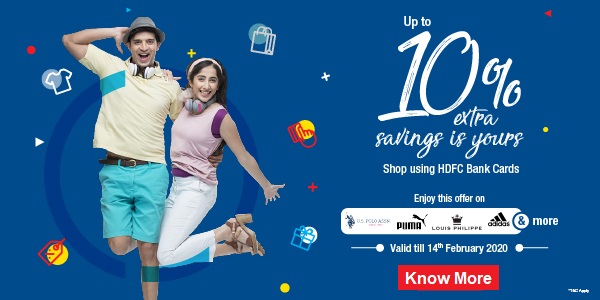 Up to
10%
extra
savings is yours
Shop using HDFC Bank Cards
Enjoy this offer on
U.S. POLO ASSN. PUMA LOUIS PHILIPPE adidas & more
Valid till 14th February 2020
Know More
*T&C Apply